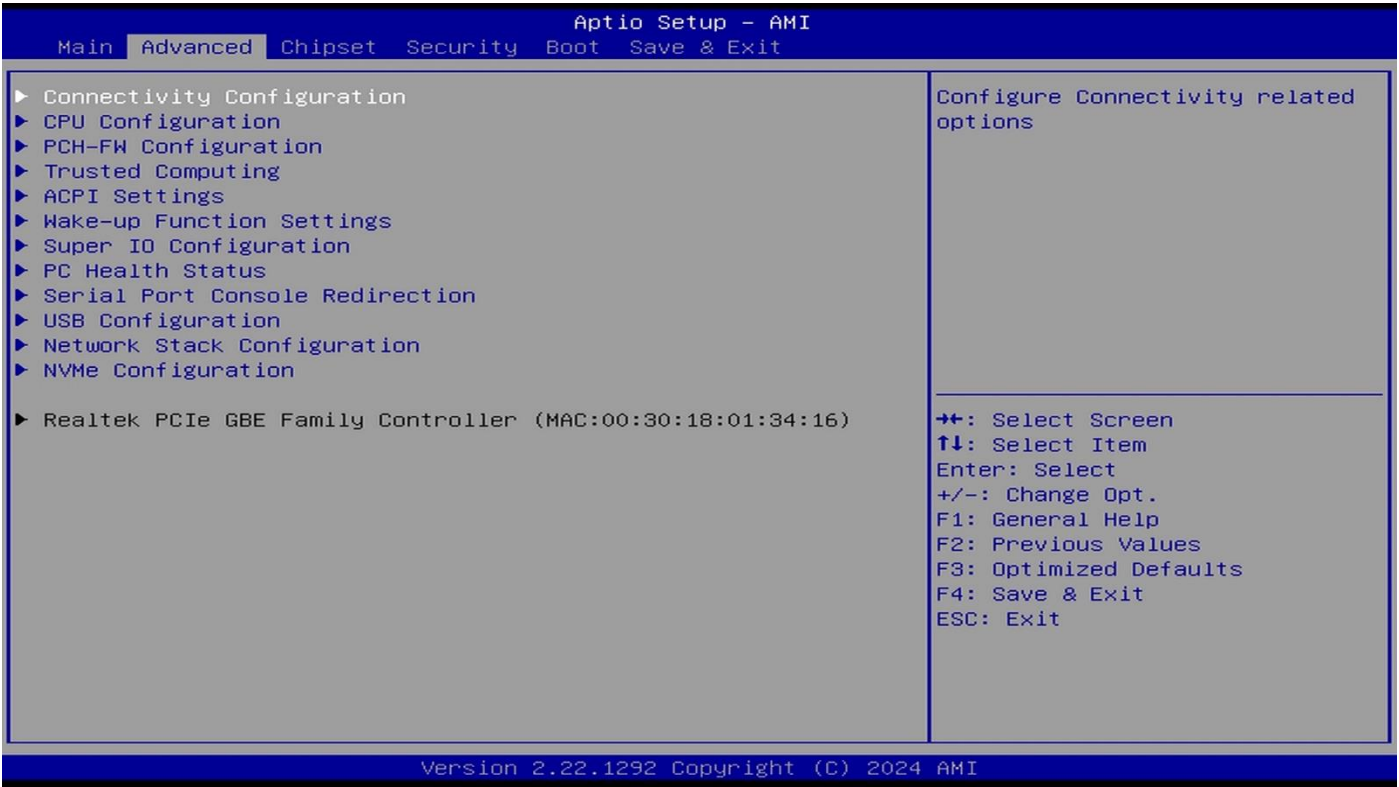 Aptio Setup – AMI
Main Advanced Chipset Security Boot Save & Exit
▶ Connectivity Configuration
▶ CPU Configuration
▶ PCH-FW Configuration
▶ Trusted Computing
▶ ACPI Settings
▶ Wake-up Function Settings
▶ Super IO Configuration
▶ PC Health Status
▶ Serial Port Console Redirection
▶ USB Configuration
▶ Network Stack Configuration
▶ NVMe Configuration
▶ Realtek PCIe GBE Family Controller (MAC:00:30:18:01:34:16)
Configure Connectivity related
options
→←: Select Screen
↑↓: Select Item
Enter: Select
+/-: Change Opt.
F1: General Help
F2: Previous Values
F3: Optimized Defaults
F4: Save & Exit
ESC: Exit
Version 2.22.1292 Copyright (C) 2024 AMI